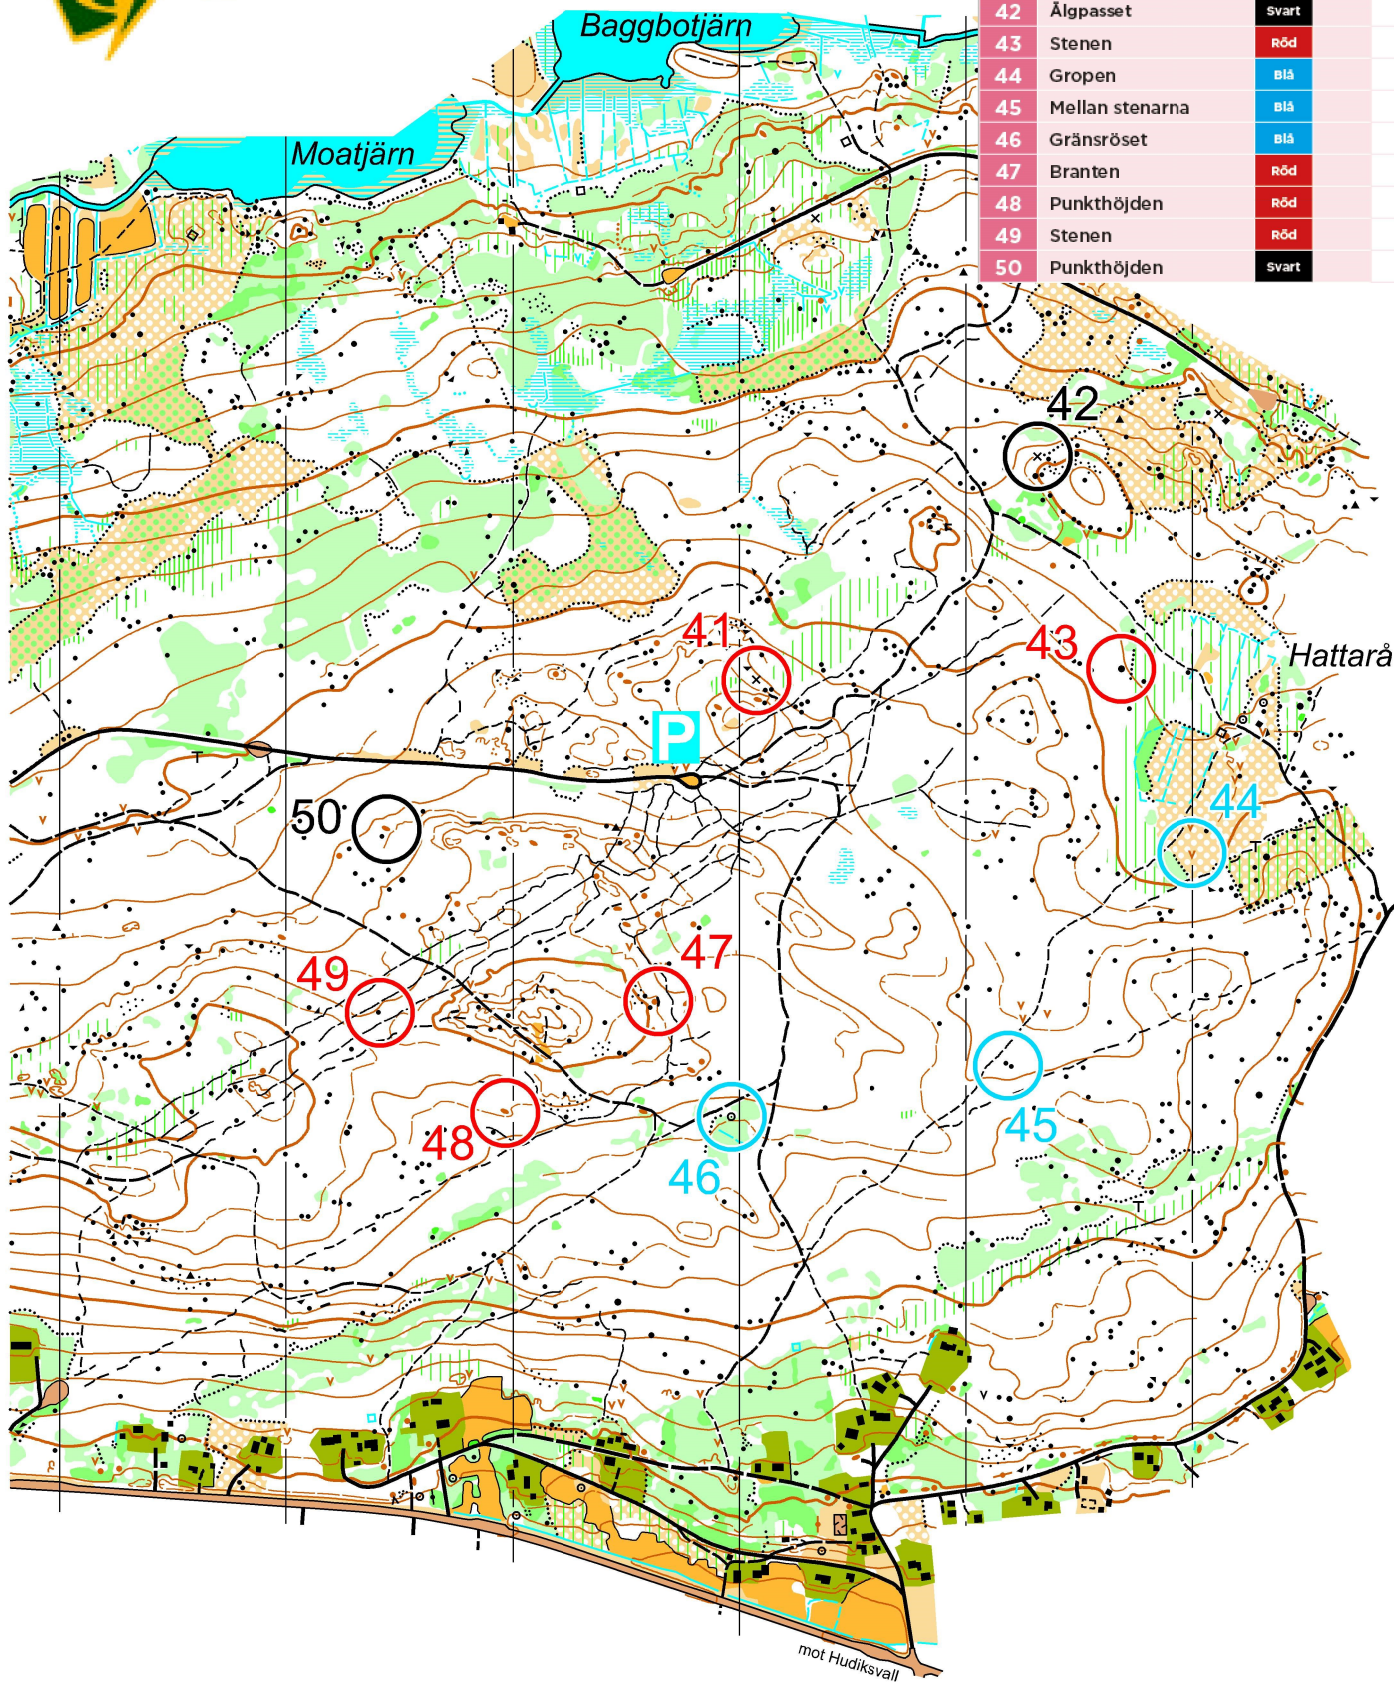 Baggbotjärn
42 Älgpasset Svart
43 Stenen Röd
44 Gropen Blå
45 Mellan stenarna Blå
46 Gränsröset Blå
47 Branten Röd
48 Punkthöjden Röd
49 Stenen Röd
50 Punkthöjden Svart
Moatjärn
42
41
43
Hattarå
P
44
50
47
49
45
48
46
mot Hudiksvall